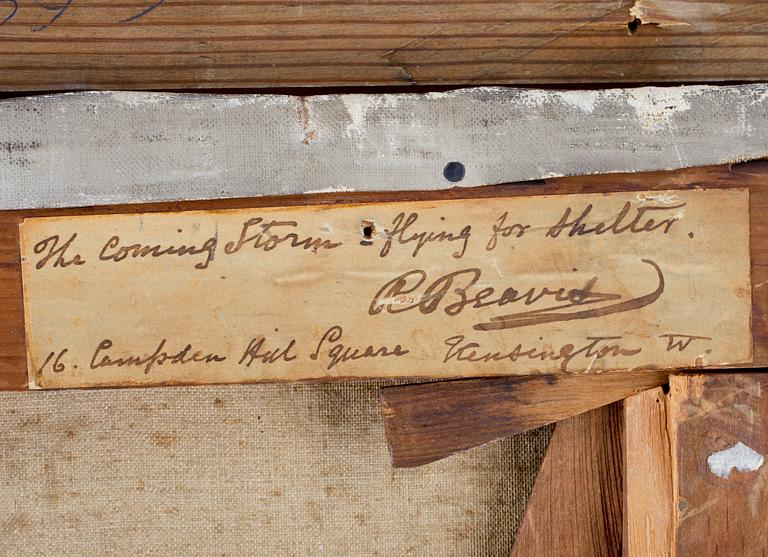 The Coming Storm - flying for shelter.
R Beavis
16. Campden Hill Square Kensington W.